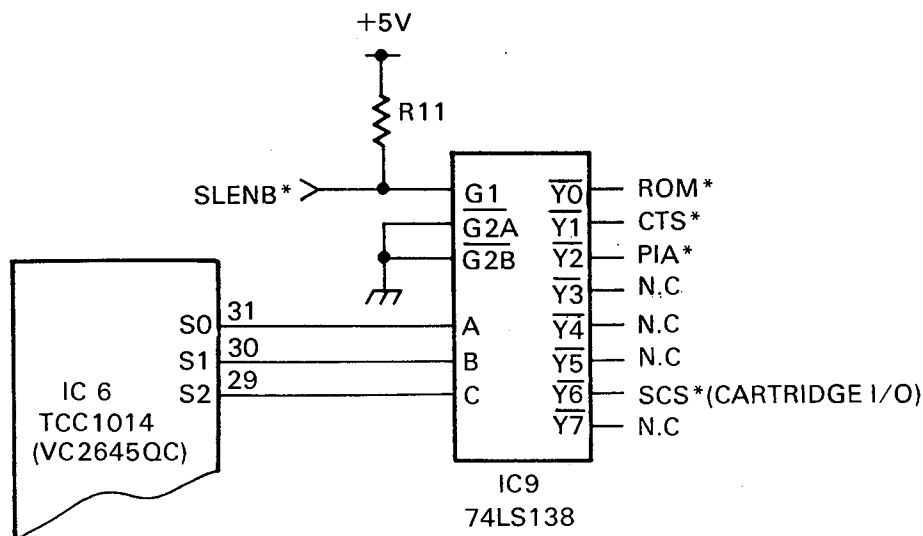 +5V
R11
SLENB*
G1
G2A
G2B
A
B
C
Y0
Y1
Y2
Y3
Y4
Y5
Y6
Y7
ROM*
CTS*
PIA*
N.C
N.C
N.C
SCS*(CARTRIDGE I/O)
N.C
S0 31
S1 30
S2 29
IC 6
TCC1014
(VC2645QC)
IC9
74LS138